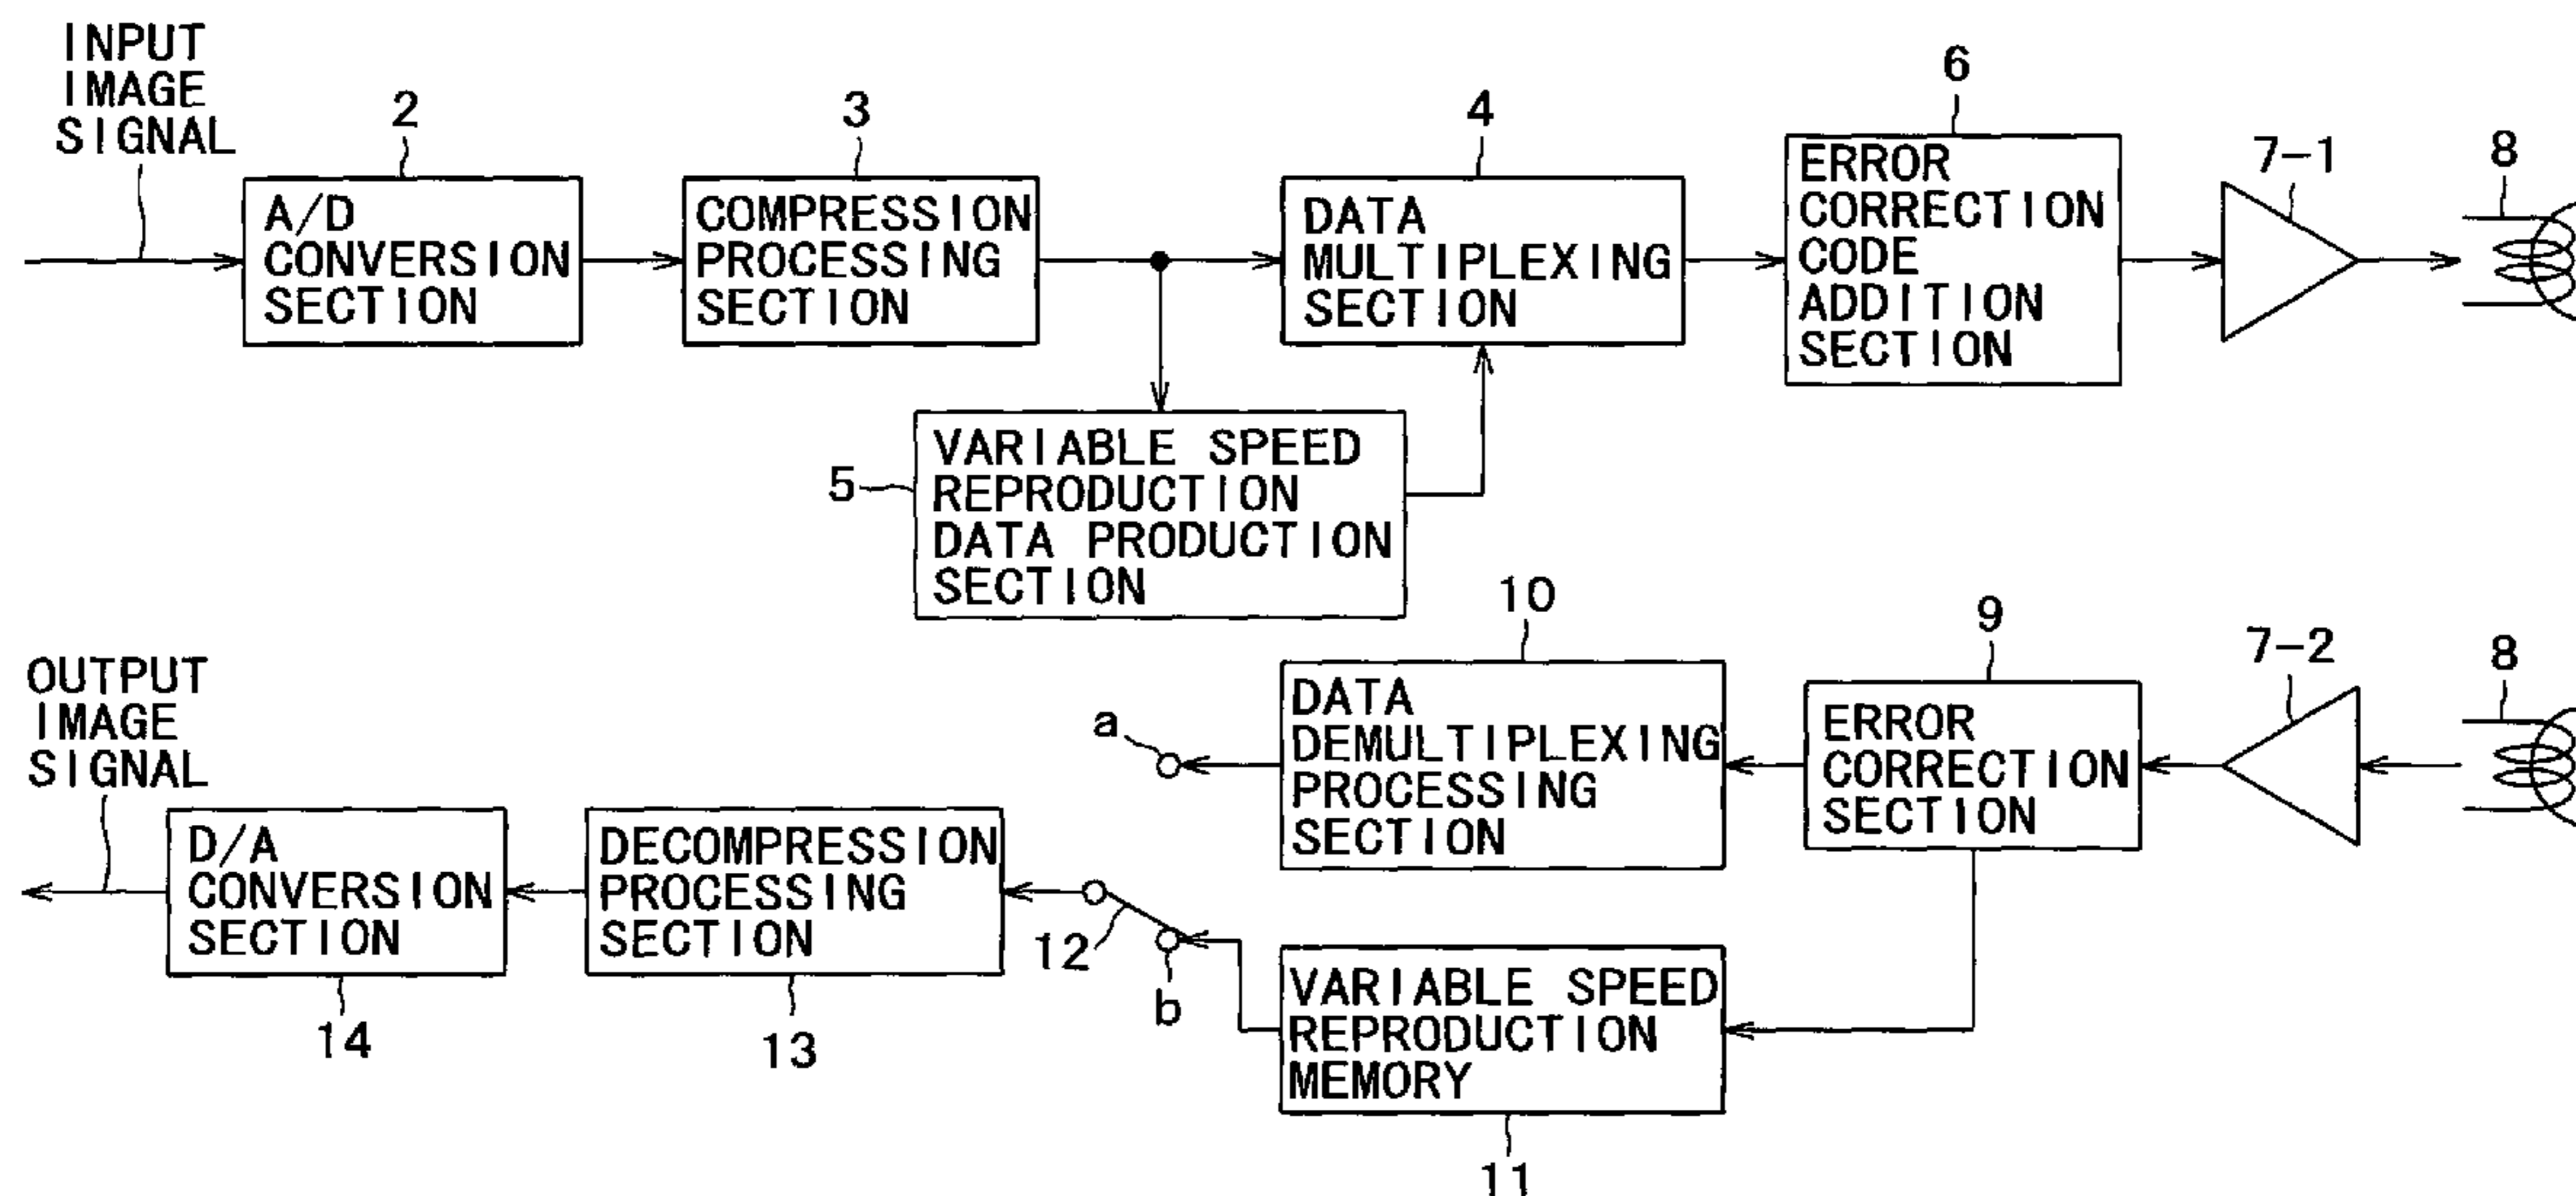 INPUT
IMAGE
SIGNAL
2
A/D
CONVERSION
SECTION
3
COMPRESSION
PROCESSING
SECTION
4
DATA
MULTIPLEXING
SECTION
6
ERROR
CORRECTION
CODE
ADDITION
SECTION
7-1
8
5
VARIABLE SPEED
REPRODUCTION
DATA PRODUCTION
SECTION
OUTPUT
IMAGE
SIGNAL
10
DATA
DEMULTIPLEXING
PROCESSING
SECTION
9
ERROR
CORRECTION
SECTION
7-2
8
a
D/A
CONVERSION
SECTION
14
DECOMPRESSION
PROCESSING
SECTION
13
12
b
VARIABLE SPEED
REPRODUCTION
MEMORY
11